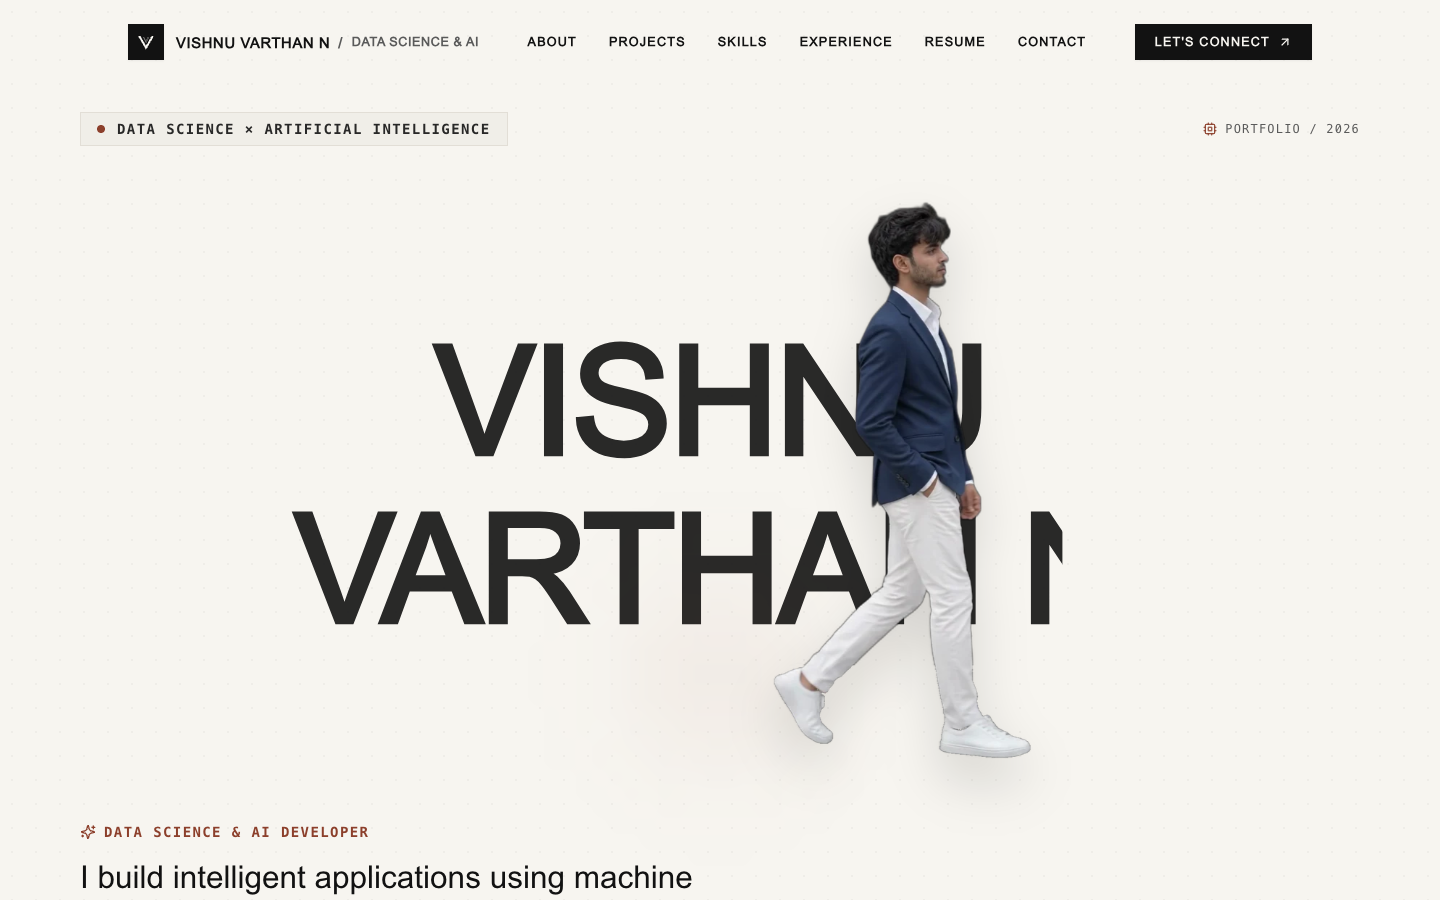 VISHNU VARTHAN N / DATA SCIENCE & AI ABOUT PROJECTS SKILLS EXPERIENCE RESUME CONTACT LET'S CONNECT
DATA SCIENCE × ARTIFICIAL INTELLIGENCE PORTFOLIO / 2026
VISHNU
VARTHAN N
DATA SCIENCE & AI DEVELOPER
I build intelligent applications using machine